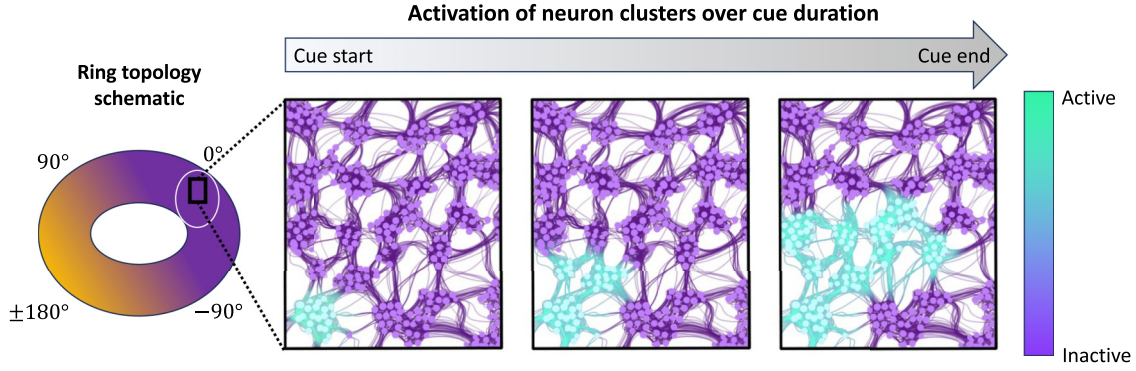 Activation of neuron clusters over cue duration
Cue start
Cue end
Ring topology
schematic
90°
0°
±180°
−90°
Active
Inactive